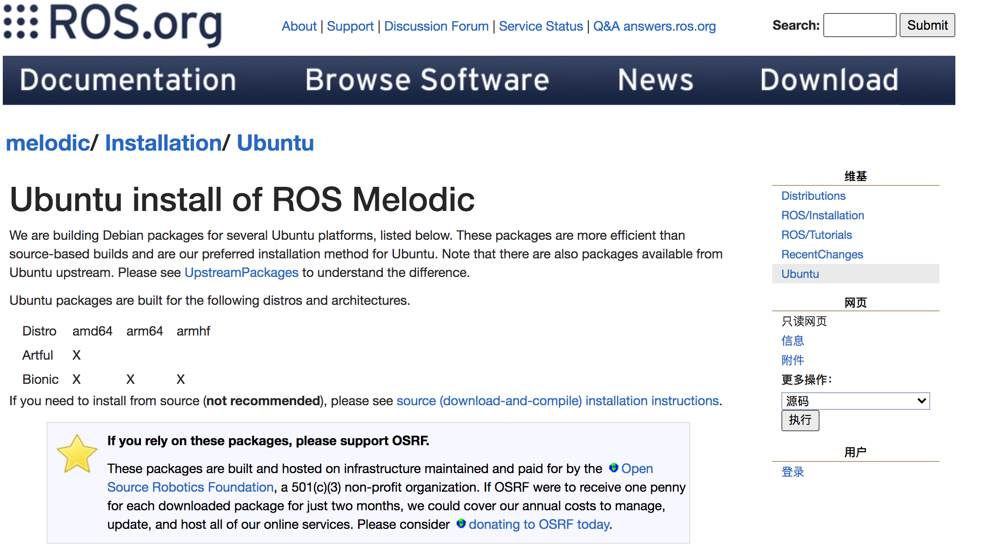 ROS.org
About | Support | Discussion Forum | Service Status | Q&A answers.ros.org
Search: Submit
Documentation Browse Software News Download
melodic/ Installation/ Ubuntu
Ubuntu install of ROS Melodic
We are building Debian packages for several Ubuntu platforms, listed below. These packages are more efficient than
source-based builds and are our preferred installation method for Ubuntu. Note that there are also packages available from
Ubuntu upstream. Please see UpstreamPackages to understand the difference.
Ubuntu packages are built for the following distros and architectures.
Distro amd64 arm64 armhf
Artful X
Bionic X X X
If you need to install from source (not recommended), please see source (download-and-compile) installation instructions.
If you rely on these packages, please support OSRF.
These packages are built and hosted on infrastructure maintained and paid for by the Open
Source Robotics Foundation, a 501(c)(3) non-profit organization. If OSRF were to receive one penny
for each downloaded package for just two months, we could cover our annual costs to manage,
update, and host all of our online services. Please consider donating to OSRF today.
维基
Distributions
ROS/Installation
ROS/Tutorials
RecentChanges
Ubuntu
网页
只读网页
信息
附件
更多操作：
源码
执行
用户
登录